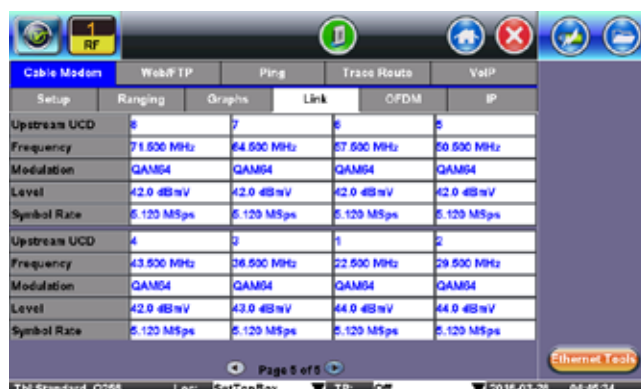 1
RF
Cable Modem Web/FTP Ping Trace Route VoIP
Setup Ranging Graphs Link OFDM IP
Upstream UCD 8 7 6 5
Frequency 71.500 MHz 64.500 MHz 57.500 MHz 50.500 MHz
Modulation QAM64 QAM64 QAM64 QAM64
Level 42.0 dBmV 42.0 dBmV 42.0 dBmV 42.0 dBmV
Symbol Rate 5.120 MSps 5.120 MSps 5.120 MSps 5.120 MSps
Upstream UCD 4 3 1 2
Frequency 43.500 MHz 36.500 MHz 22.500 MHz 29.500 MHz
Modulation QAM64 QAM64 QAM64 QAM64
Level 42.0 dBmV 43.0 dBmV 44.0 dBmV 44.0 dBmV
Symbol Rate 5.120 MSps 5.120 MSps 5.120 MSps 5.120 MSps
Page 5 of 5
Ethernet Tools
Standard Loc: SetTopBox TP: Off